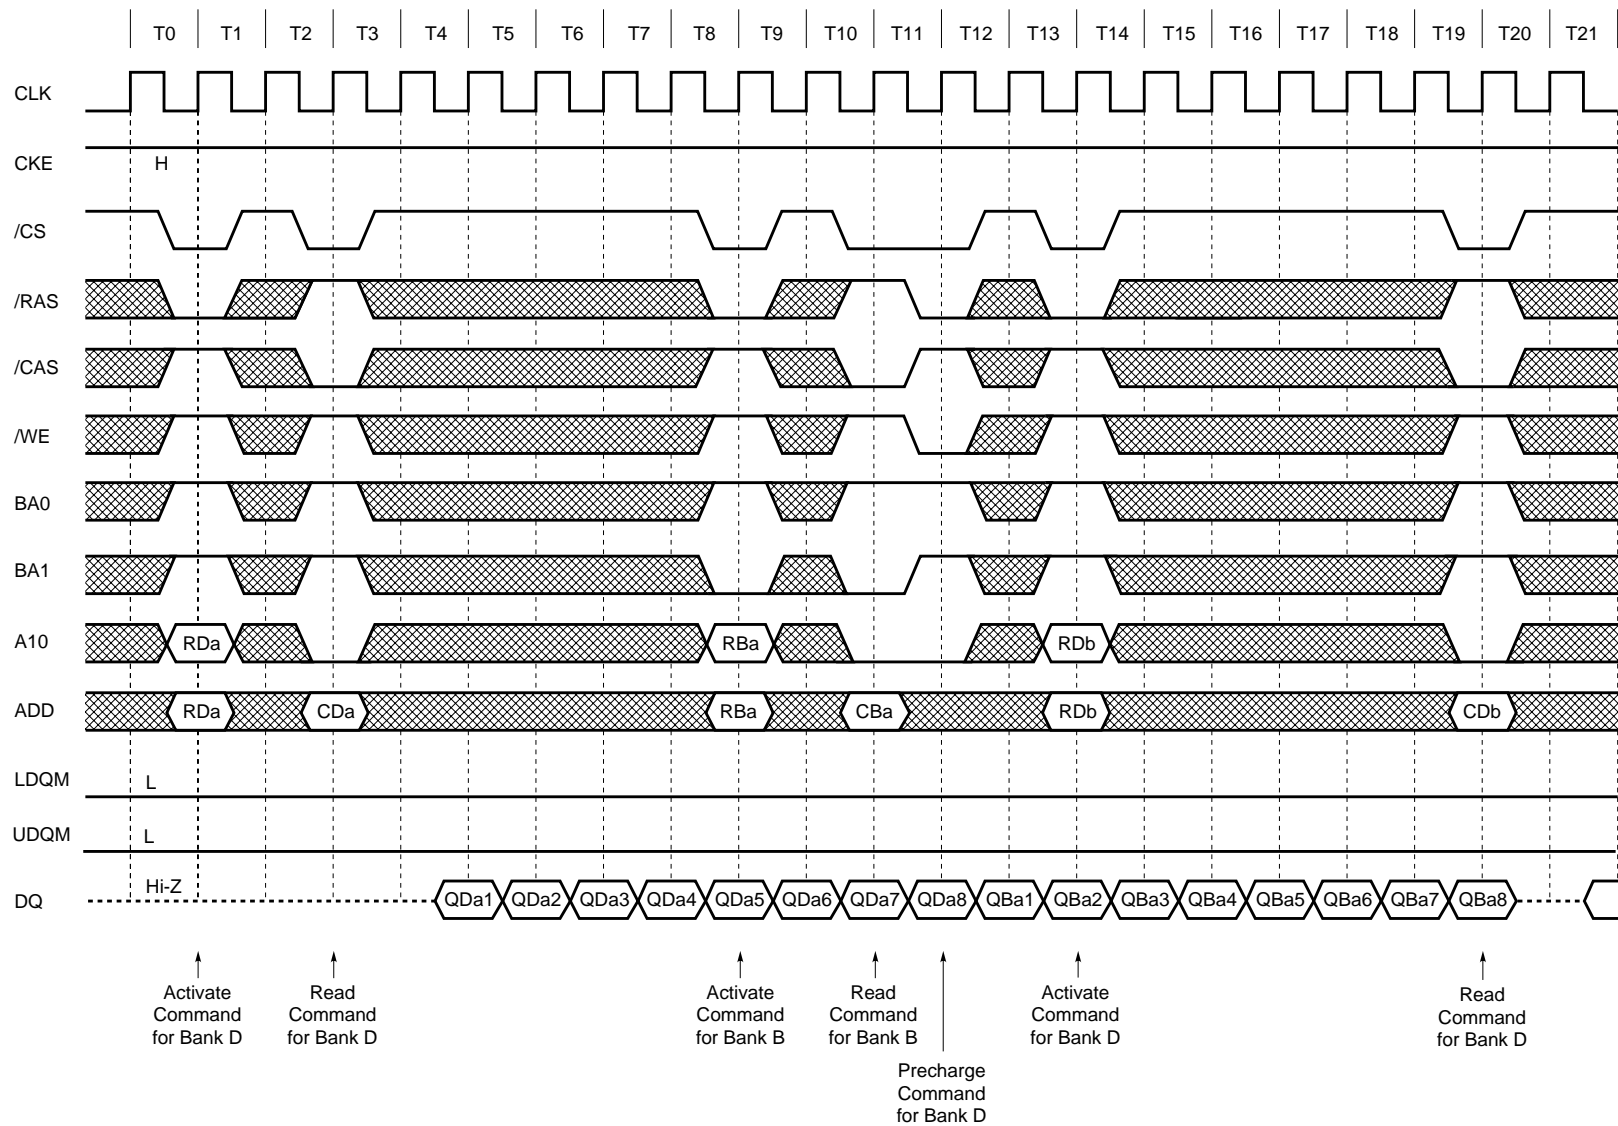 T0 T1 T2 T3 T4 T5 T6 T7 T8 T9 T10 T11 T12 T13 T14 T15 T16 T17 T18 T19 T20 T21
CLK
CKE H
/CS
/RAS
/CAS
/WE
BA0
BA1
A10 RDa RBa RDb
ADD RDa CDa RBa CBa RDb CDb
LDQM L
UDQM L
DQ Hi-Z QDa1 QDa2 QDa3 QDa4 QDa5 QDa6 QDa7 QDa8 QBa1 QBa2 QBa3 QBa4 QBa5 QBa6 QBa7 QBa8
Activate
Command
for Bank D
Read
Command
for Bank D
Activate
Command
for Bank B
Read
Command
for Bank B
Precharge
Command
for Bank D
Activate
Command
for Bank D
Read
Command
for Bank D